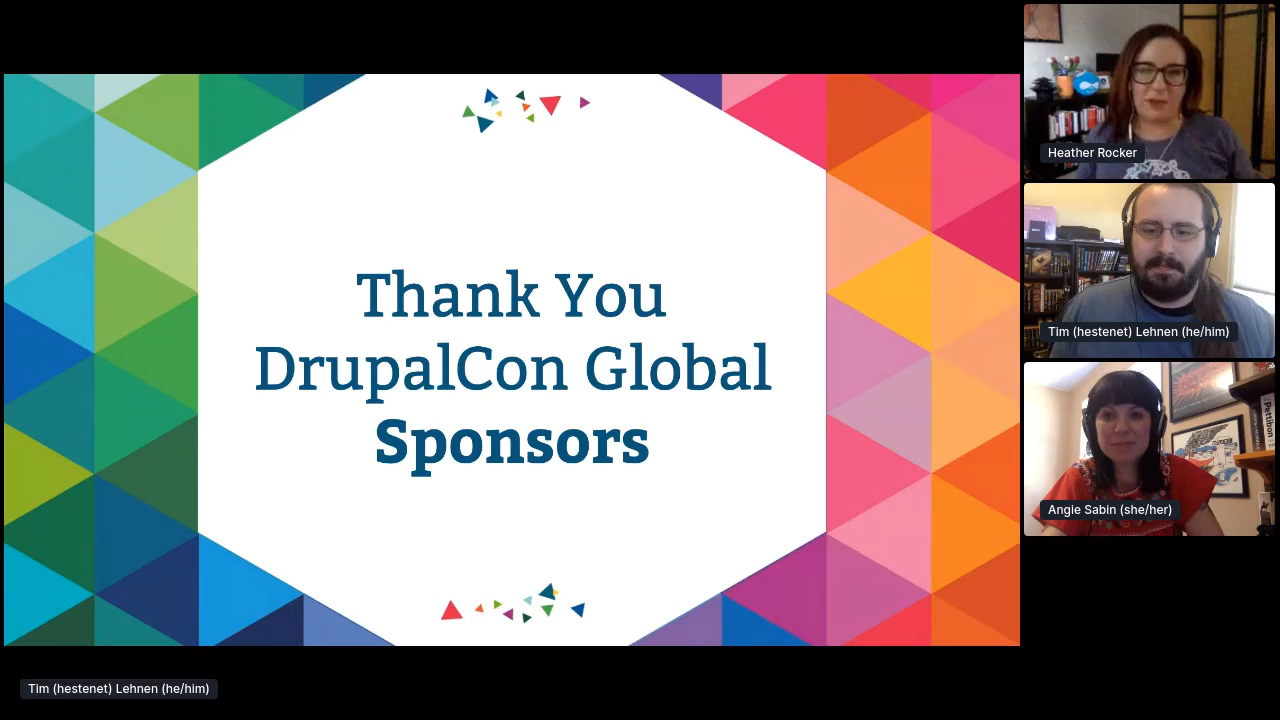 Thank You
DrupalCon Global
Sponsors
Heather Rocker
Tim (hestenet) Lehnen (he/him)
Pettibon
Angie Sabin (she/her)
Tim (hestenet) Lehnen (he/him)